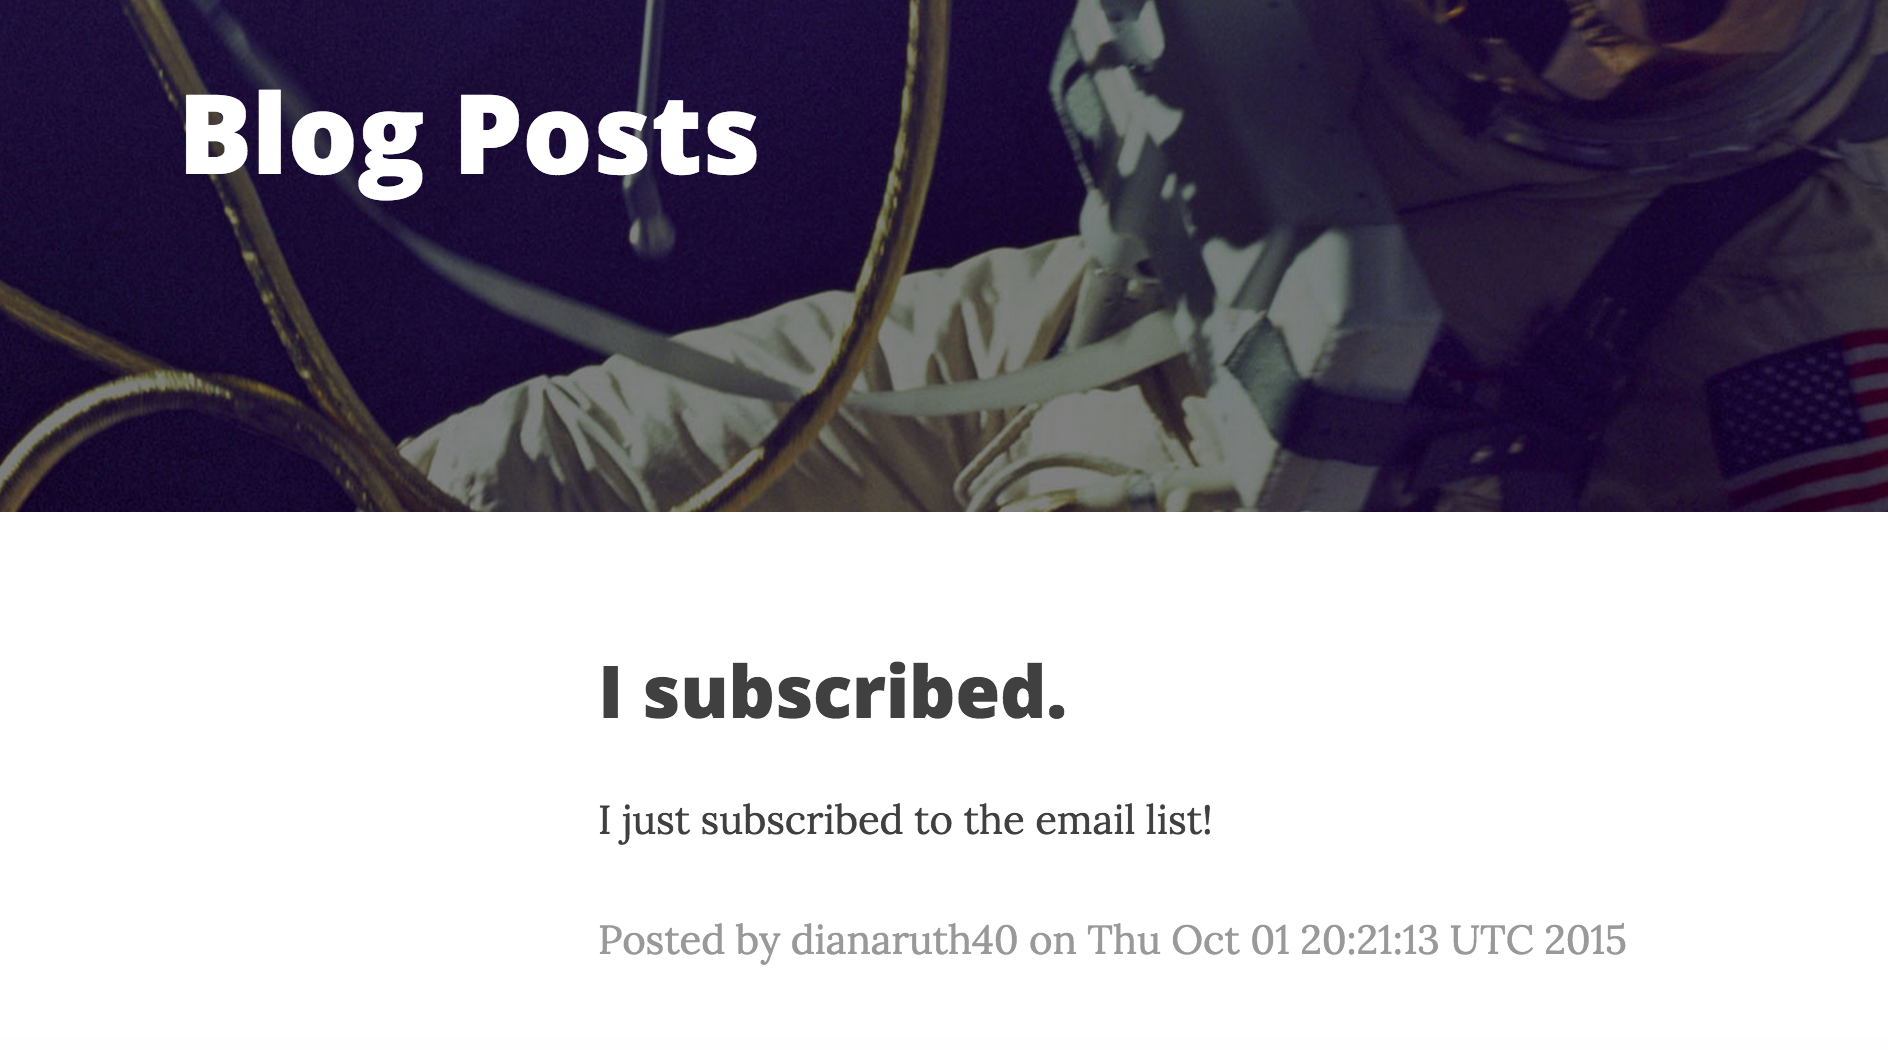 Blog Posts
I subscribed.
I just subscribed to the email list!
Posted by dianaruth40 on Thu Oct 01 20:21:13 UTC 2015